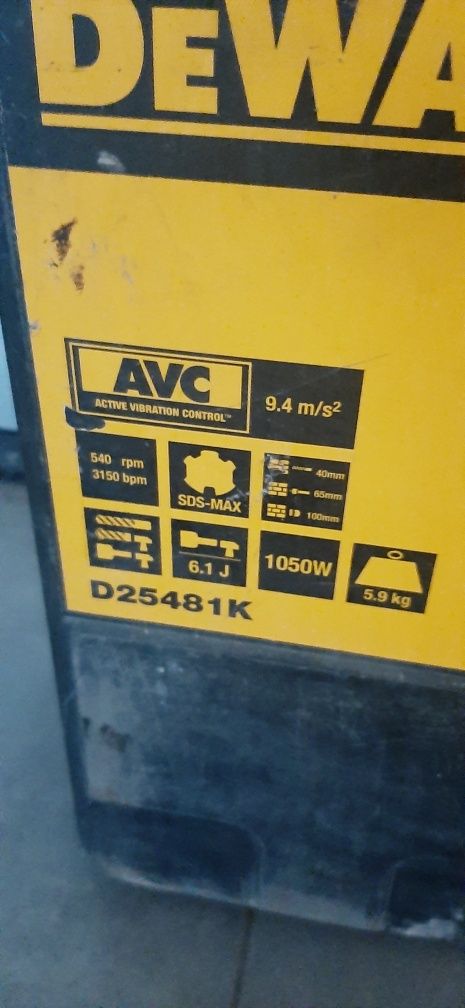 DEWA
AVC
ACTIVE VIBRATION CONTROL™
9.4 m/s²
540 rpm
3150 bpm
SDS-MAX
40mm
65mm
100mm
6.1 J
1050W
5.9 kg
D25481K